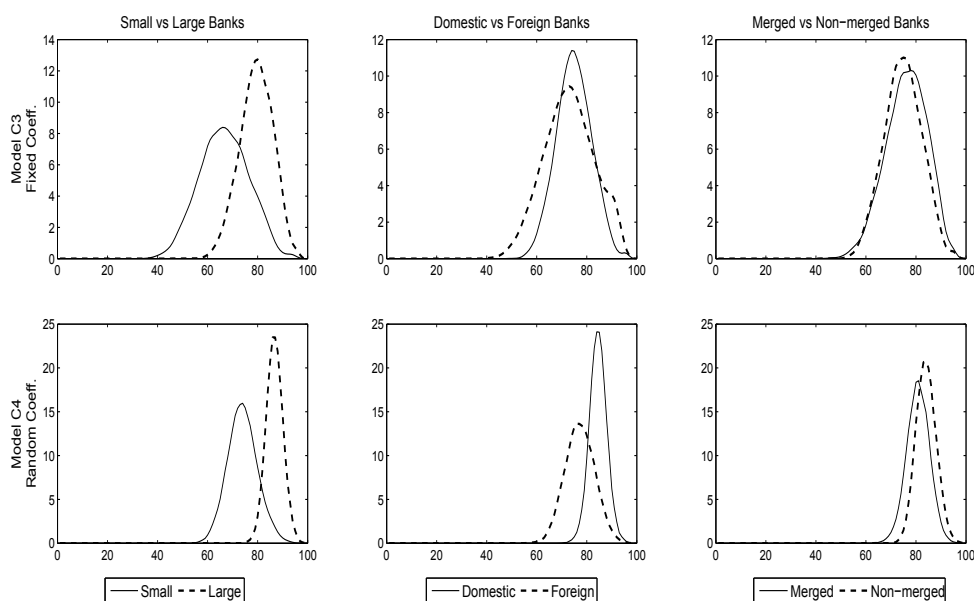 Small vs Large Banks
Domestic vs Foreign Banks
Merged vs Non−merged Banks
Model C3
Fixed Coeff.
14
12
10
8
6
4
2
0
0 20 40 60 80 100
12
10
8
6
4
2
0
0 20 40 60 80 100
12
10
8
6
4
2
0
0 20 40 60 80 100
Model C4
Random Coeff.
25
20
15
10
5
0
0 20 40 60 80 100
25
20
15
10
5
0
0 20 40 60 80 100
25
20
15
10
5
0
0 20 40 60 80 100
Small Large
Domestic Foreign
Merged Non−merged